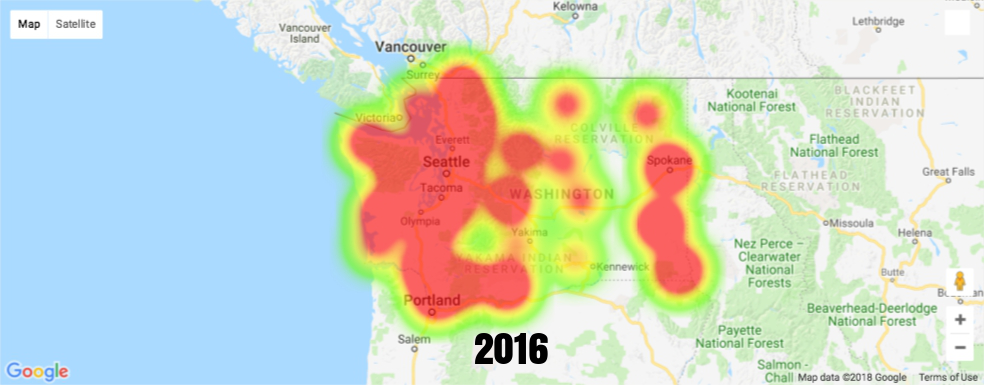 Map Satellite
Kelowna
Lethbridge
Vancouver
Island
Vancouver
Surrey
Kootenai
National Forest
BLACKFEET
INDIAN
RESERVATION
Victoria
COLVILLE
RESERVATION
Everett
Flathead
National Forest
Seattle
Spokane
FLATHEAD
RESERVATION
Great Falls
Tacoma
WASHINGTON
Olympia
Missoula
Yakima
Helena
Nez Perce –
Clearwater
National
Forests
YAKAMA INDIAN
RESERVATION
Kennewick
Butte
Portland
Beaverhead-Deerlodge
National Forest
Salem
2016
Payette
National Forest
Salmon -
Chall
Google
Map data ©2018 Google Terms of Use